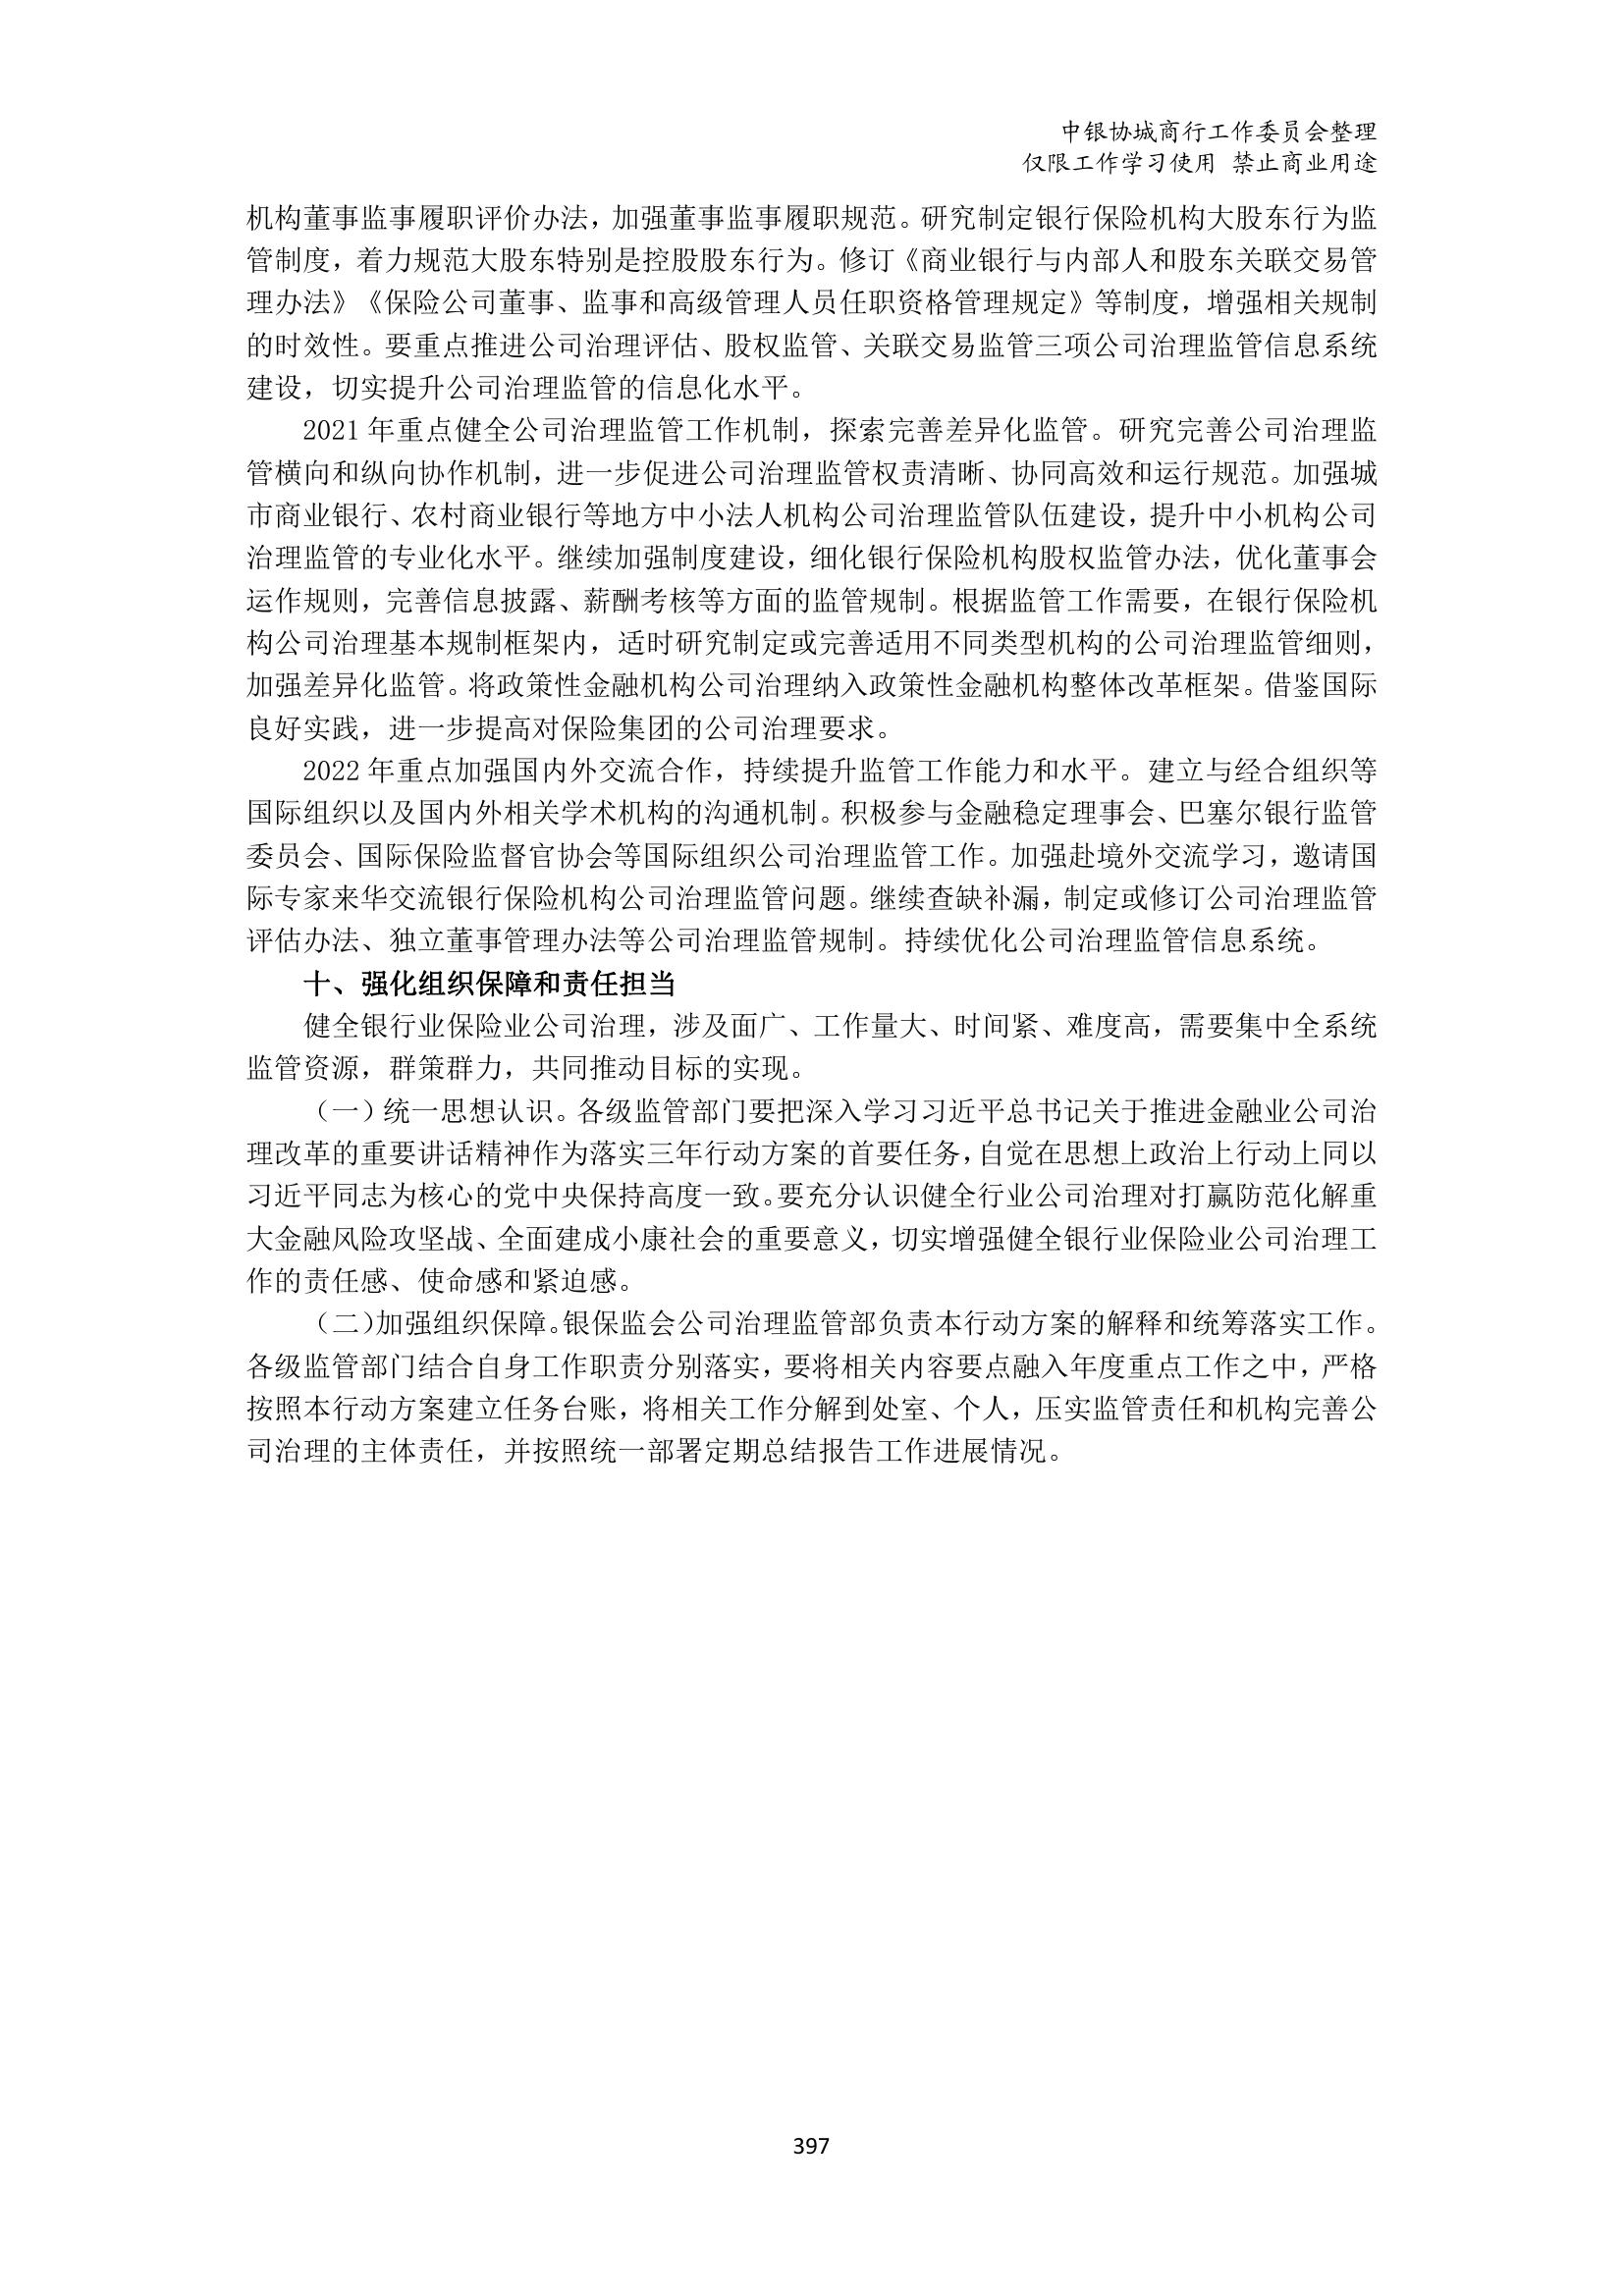 中银协城商行工作委员会整理
仅限工作学习使用 禁止商业用途
机构董事监事履职评价办法，加强董事监事履职规范。研究制定银行保险机构大股东行为监
管制度，着力规范大股东特别是控股股东行为。修订《商业银行与内部人和股东关联交易管
理办法》《保险公司董事、监事和高级管理人员任职资格管理规定》等制度，增强相关规制
的时效性。要重点推进公司治理评估、股权监管、关联交易监管三项公司治理监管信息系统
建设，切实提升公司治理监管的信息化水平。
2021 年重点健全公司治理监管工作机制，探索完善差异化监管。研究完善公司治理监
管横向和纵向协作机制，进一步促进公司治理监管权责清晰、协同高效和运行规范。加强城
市商业银行、农村商业银行等地方中小法人机构公司治理监管队伍建设，提升中小机构公司
治理监管的专业化水平。继续加强制度建设，细化银行保险机构股权监管办法，优化董事会
运作规则，完善信息披露、薪酬考核等方面的监管规制。根据监管工作需要，在银行保险机
构公司治理基本规制框架内，适时研究制定或完善适用不同类型机构的公司治理监管细则，
加强差异化监管。将政策性金融机构公司治理纳入政策性金融机构整体改革框架。借鉴国际
良好实践，进一步提高对保险集团的公司治理要求。
2022 年重点加强国内外交流合作，持续提升监管工作能力和水平。建立与经合组织等
国际组织以及国内外相关学术机构的沟通机制。积极参与金融稳定理事会、巴塞尔银行监管
委员会、国际保险监督官协会等国际组织公司治理监管工作。加强赴境外交流学习，邀请国
际专家来华交流银行保险机构公司治理监管问题。继续查缺补漏，制定或修订公司治理监管
评估办法、独立董事管理办法等公司治理监管规制。持续优化公司治理监管信息系统。
十、强化组织保障和责任担当
健全银行业保险业公司治理，涉及面广、工作量大、时间紧、难度高，需要集中全系统
监管资源，群策群力，共同推动目标的实现。
（一）统一思想认识。各级监管部门要把深入学习习近平总书记关于推进金融业公司治
理改革的重要讲话精神作为落实三年行动方案的首要任务，自觉在思想上政治上行动上同以
习近平同志为核心的党中央保持高度一致。要充分认识健全行业公司治理对打赢防范化解重
大金融风险攻坚战、全面建成小康社会的重要意义，切实增强健全银行业保险业公司治理工
作的责任感、使命感和紧迫感。
（二）加强组织保障。银保监会公司治理监管部负责本行动方案的解释和统筹落实工作。
各级监管部门结合自身工作职责分别落实，要将相关内容要点融入年度重点工作之中，严格
按照本行动方案建立任务台账，将相关工作分解到处室、个人，压实监管责任和机构完善公
司治理的主体责任，并按照统一部署定期总结报告工作进展情况。
397